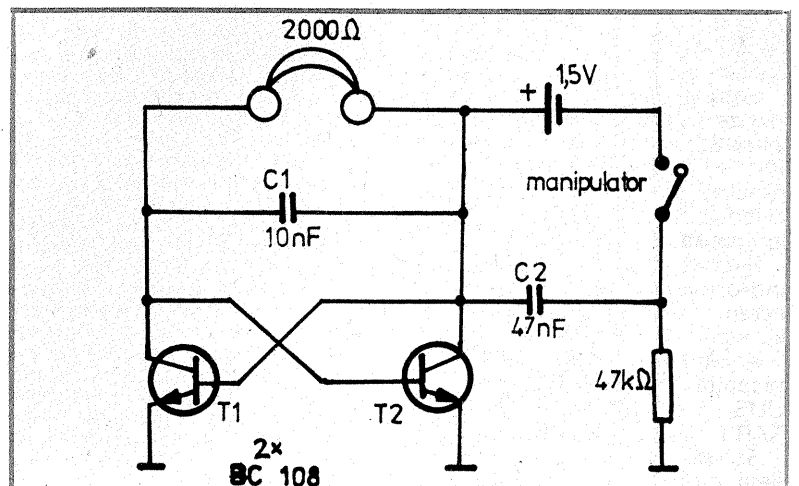 2000Ω
+
1,5V
C1
10nF
manipulator
C2
47nF
T1
T2
47kΩ
2×
BC 108